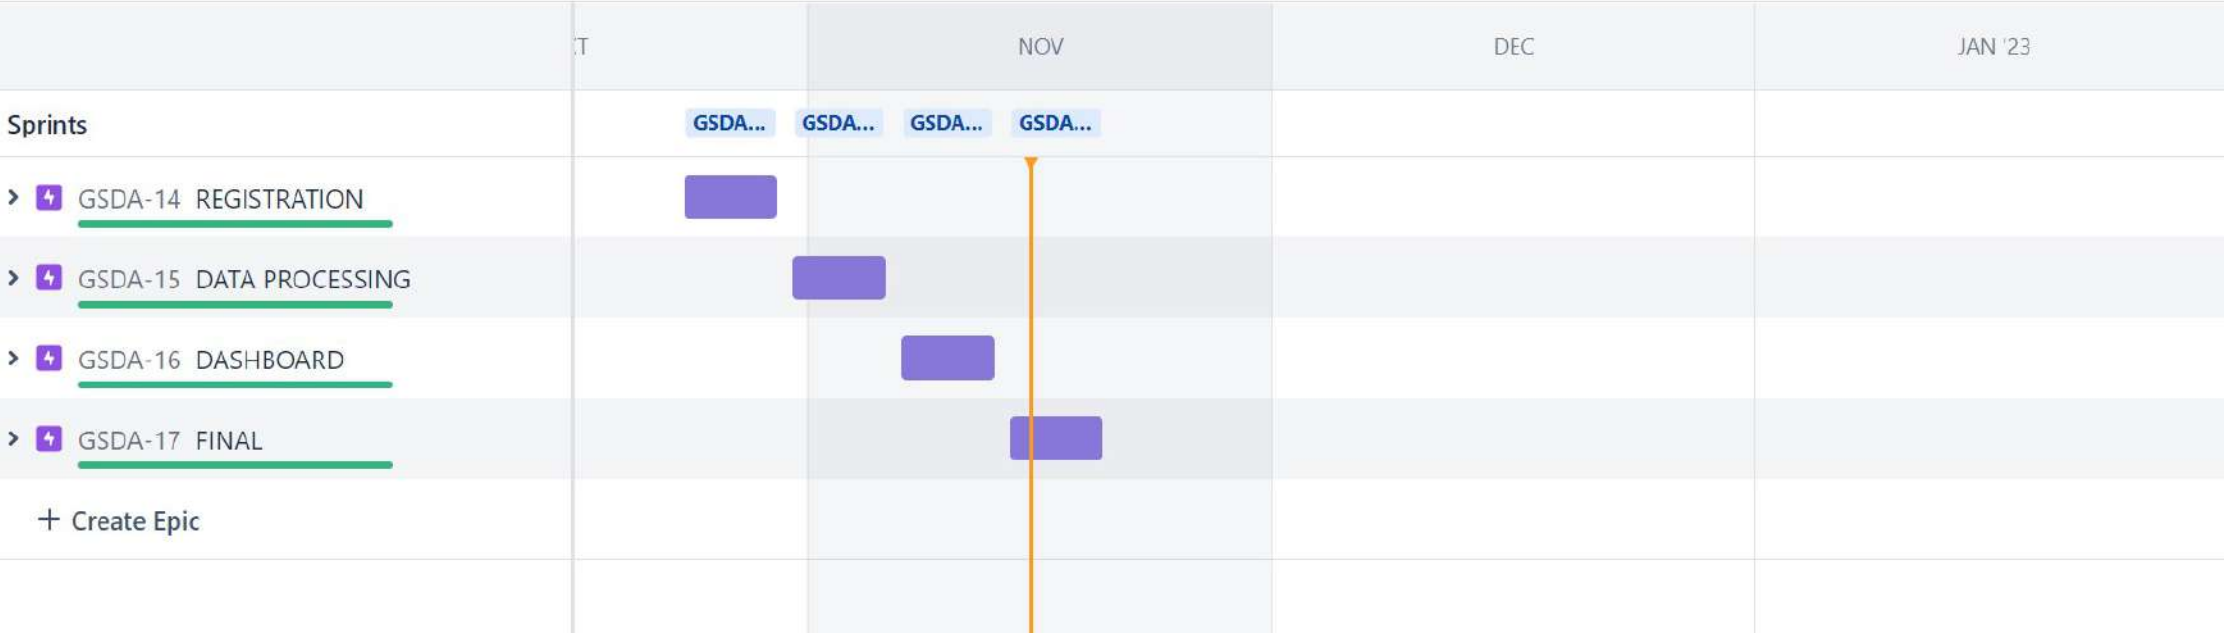 :T NOV DEC JAN '23
Sprints GSDA... GSDA... GSDA... GSDA...
GSDA-14 REGISTRATION
GSDA-15 DATA PROCESSING
GSDA-16 DASHBOARD
GSDA-17 FINAL
+ Create Epic